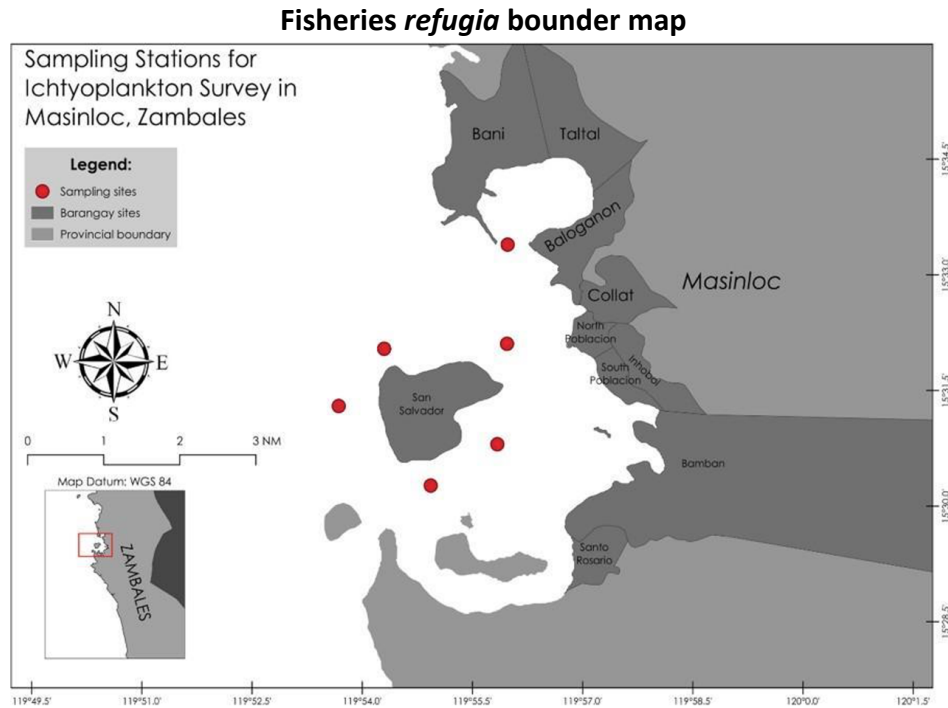 Fisheries refugia bounder map
Sampling Stations for
Ichtyoplankton Survey in
Masinloc, Zambales
Legend:
Sampling sites
Barangay sites
Provincial boundary
N
W
E
S
0 1 2 3 NM
Map Datum: WGS 84
ZAMBALES
Bani
Taltal
Baloganon
Collat
Masinloc
North
Poblacion
Inhobol
South
Poblacion
San
Salvador
Bamban
Santo
Rosario
15°34.5'
15°33.0'
15°31.5'
15°30.0'
15°28.5'
119°49.5' 119°51.0' 119°52.5' 119°54.0' 119°55.5' 119°57.0' 119°58.5' 120°0.0' 120°1.5'